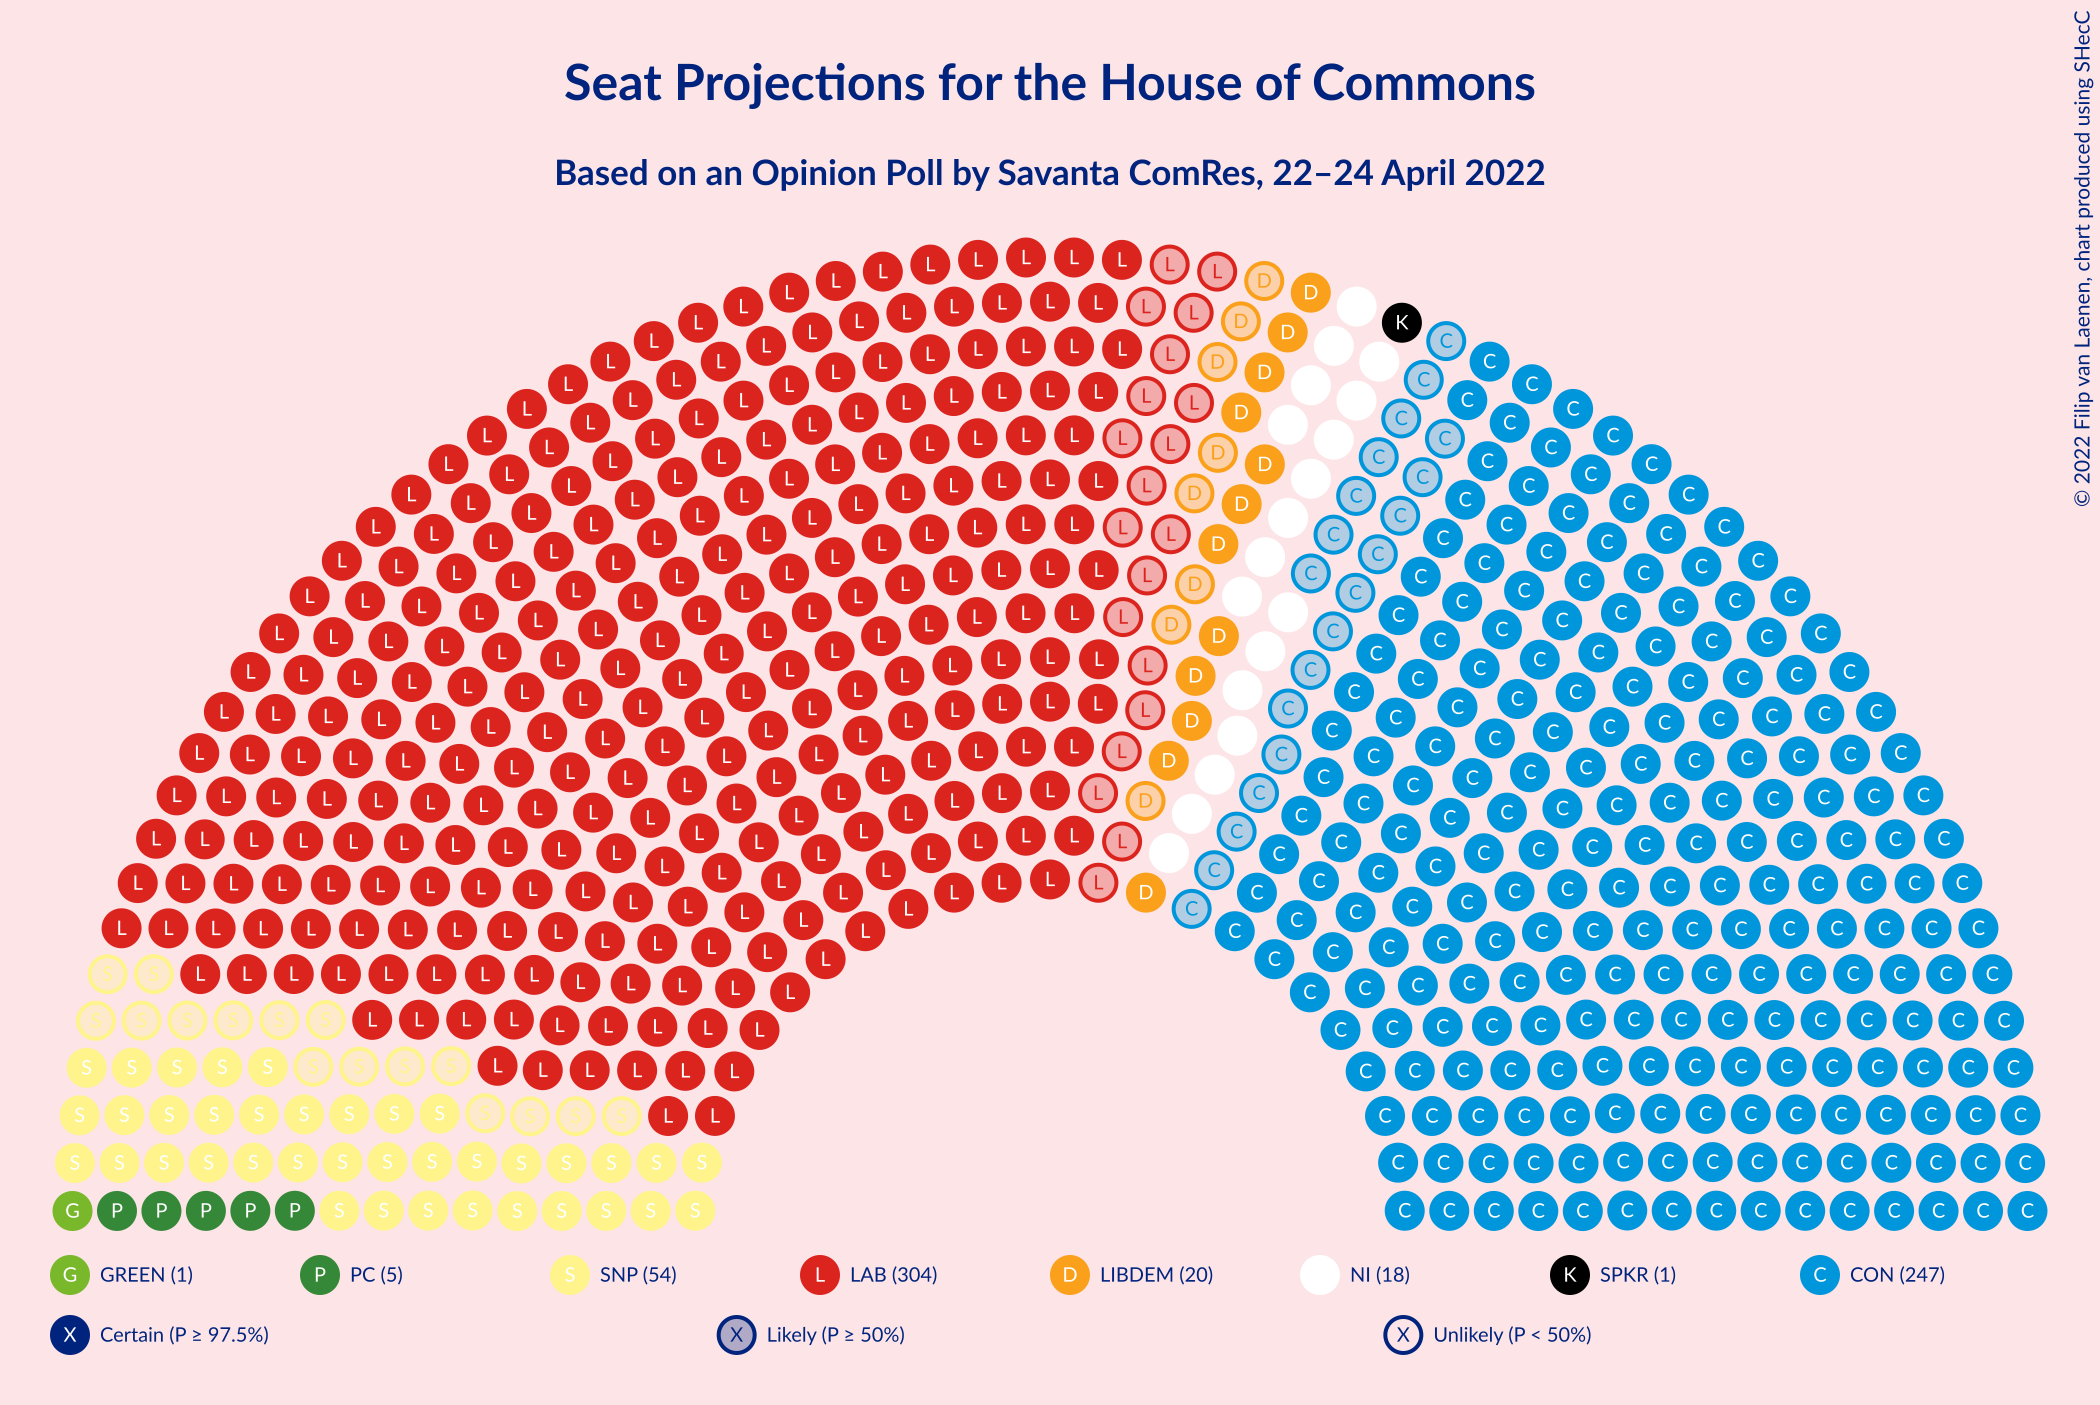 Seat Projections for the House of Commons
Based on an Opinion Poll by Savanta ComRes, 22–24 April 2022
© 2022 Filip van Laenen, chart produced using SHecC
G GREEN (1)
P PC (5)
S SNP (54)
L LAB (304)
D LIBDEM (20)
NI (18)
K SPKR (1)
C CON (247)
X Certain (P ≥ 97.5%)
X Likely (P ≥ 50%)
X Unlikely (P < 50%)